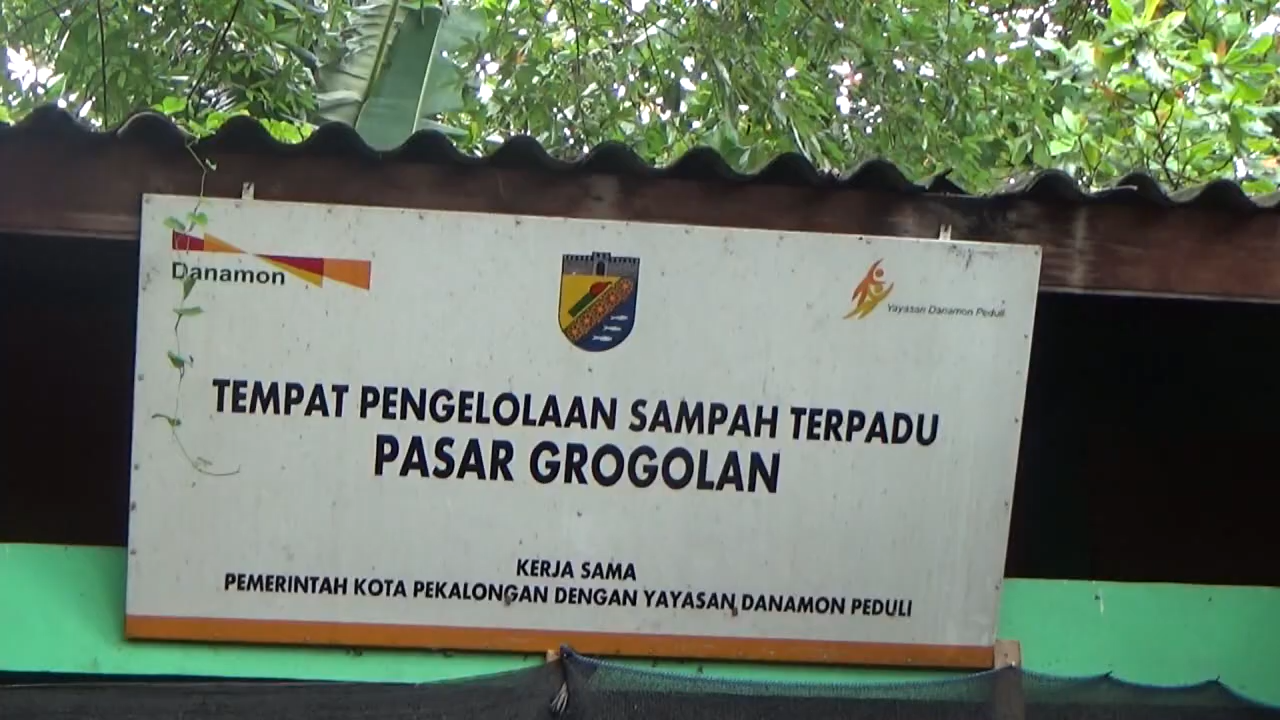 Danamon
Yayasan Danamon Peduli
TEMPAT PENGELOLAAN SAMPAH TERPADU
PASAR GROGOLAN
KERJA SAMA
PEMERINTAH KOTA PEKALONGAN DENGAN YAYASAN DANAMON PEDULI